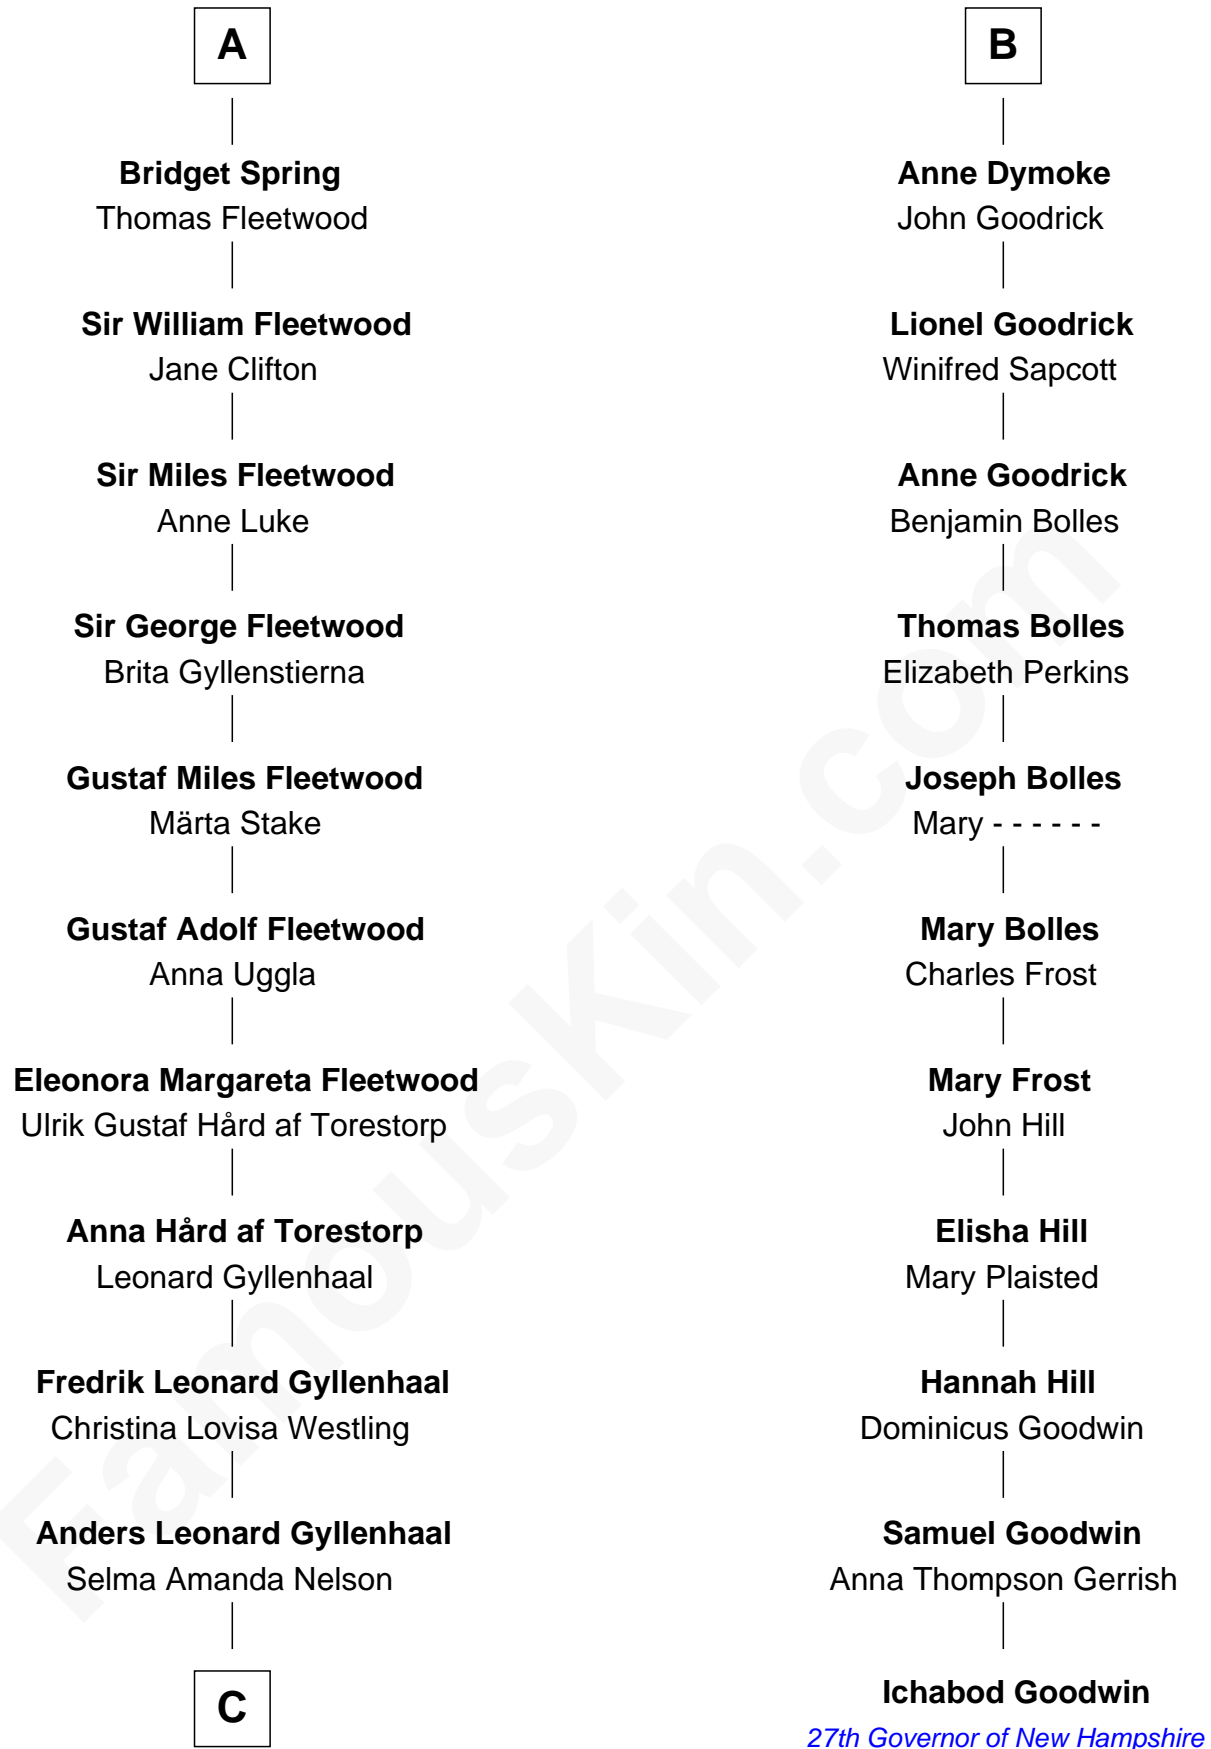 A
Bridget Spring
Thomas Fleetwood
Sir William Fleetwood
Jane Clifton
Sir Miles Fleetwood
Anne Luke
Sir George Fleetwood
Brita Gyllenstierna
Gustaf Miles Fleetwood
Märta Stake
Gustaf Adolf Fleetwood
Anna Uggla
Eleonora Margareta Fleetwood
Ulrik Gustaf Hård af Torestorp
Anna Hård af Torestorp
Leonard Gyllenhaal
Fredrik Leonard Gyllenhaal
Christina Lovisa Westling
Anders Leonard Gyllenhaal
Selma Amanda Nelson
C
B
Anne Dymoke
John Goodrick
Lionel Goodrick
Winifred Sapcott
Anne Goodrick
Benjamin Bolles
Thomas Bolles
Elizabeth Perkins
Joseph Bolles
Mary - - - - - -
Mary Bolles
Charles Frost
Mary Frost
John Hill
Elisha Hill
Mary Plaisted
Hannah Hill
Dominicus Goodwin
Samuel Goodwin
Anna Thompson Gerrish
Ichabod Goodwin
27th Governor of New Hampshire
FamousKin.com